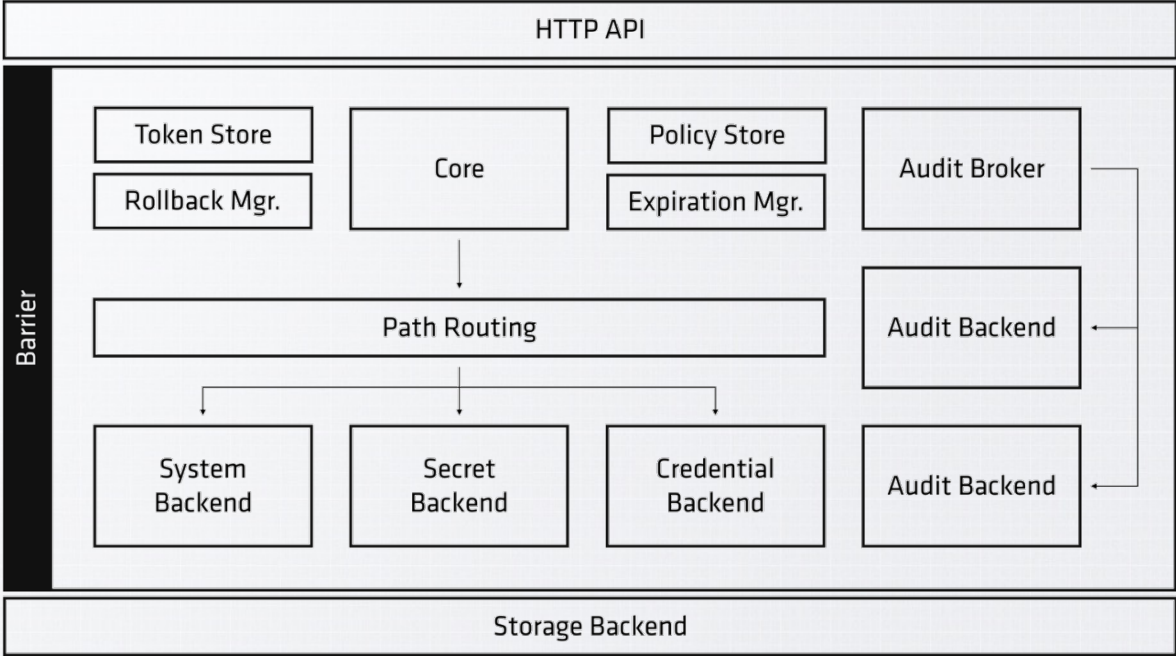 HTTP API
Barrier
Token Store
Rollback Mgr.
Core
Policy Store
Expiration Mgr.
Audit Broker
Path Routing
Audit Backend
System
Backend
Secret
Backend
Credential
Backend
Audit Backend
Storage Backend